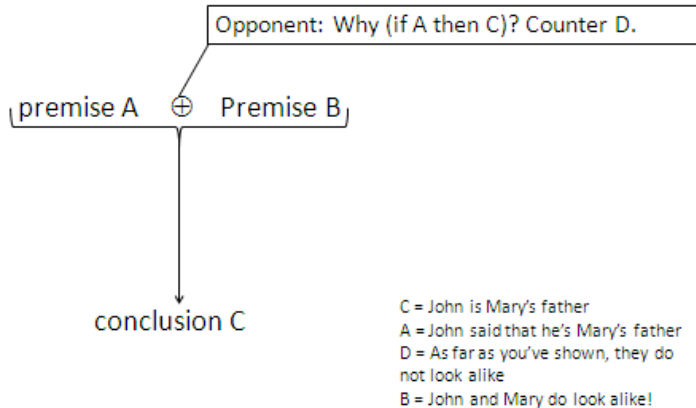 Opponent: Why (if A then C)? Counter D.
premise A ⊕ Premise B
conclusion C
C = John is Mary's father
A = John said that he's Mary's father
D = As far as you've shown, they do
not look alike
B = John and Mary do look alike!